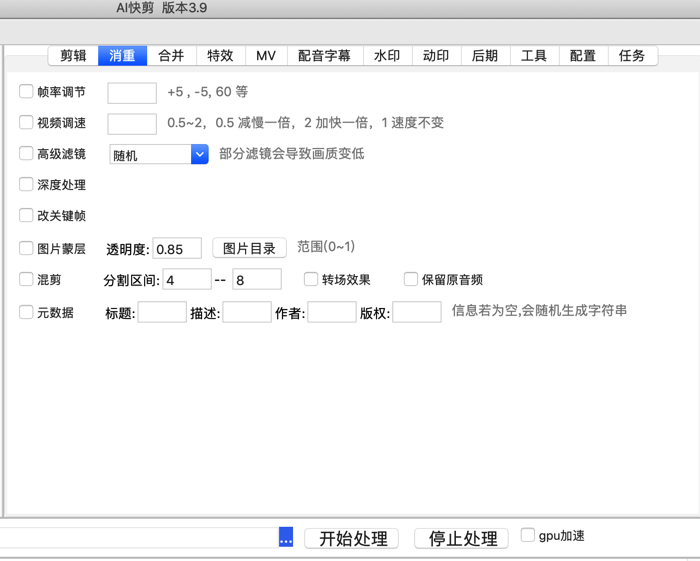 AI快剪 版本3.9
剪辑 消重 合并 特效 MV 配音字幕 水印 动印 后期 工具 配置 任务
帧率调节 +5 , -5, 60 等
视频调速 0.5~2，0.5 减慢一倍，2 加快一倍，1 速度不变
高级滤镜 随机 部分滤镜会导致画质变低
深度处理
改关键帧
图片蒙层 透明度: 0.85 图片目录 范围(0~1)
混剪 分割区间: 4 -- 8 转场效果 保留原音频
元数据 标题: 描述: 作者: 版权: 信息若为空,会随机生成字符串
... 开始处理 停止处理 gpu加速